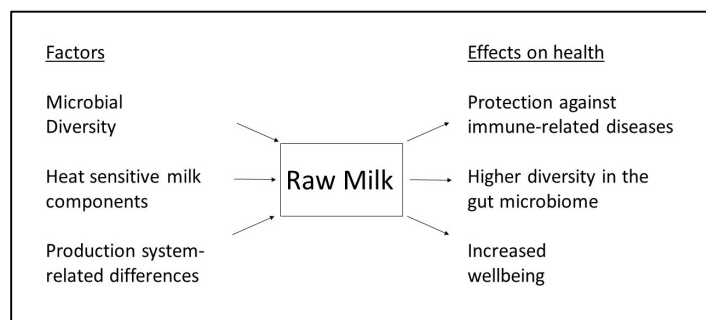 Factors
Microbial
Diversity
Heat sensitive milk
components
Production system-
related differences
Raw Milk
Effects on health
Protection against
immune-related diseases
Higher diversity in the
gut microbiome
Increased
wellbeing